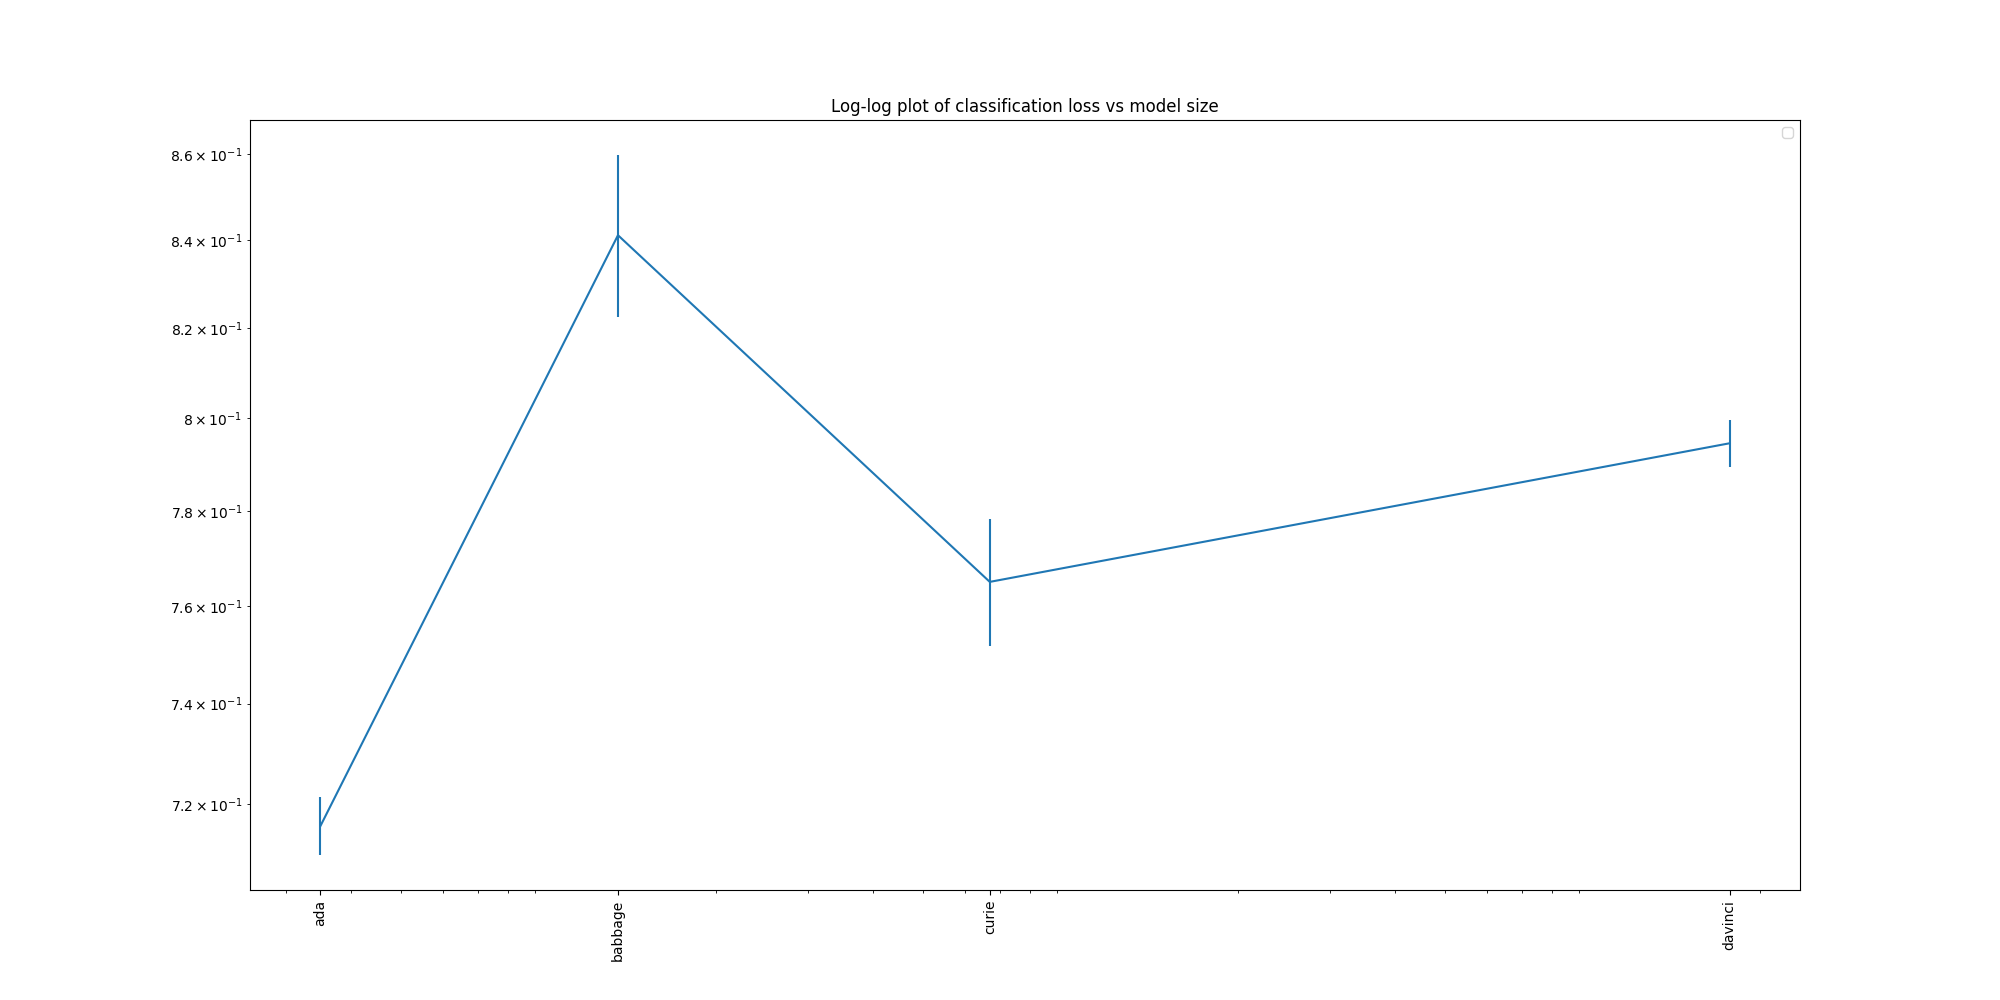 Log-log plot of classification loss vs model size
8.6 × 10⁻¹
8.4 × 10⁻¹
8.2 × 10⁻¹
8 × 10⁻¹
7.8 × 10⁻¹
7.6 × 10⁻¹
7.4 × 10⁻¹
7.2 × 10⁻¹
ada
babbage
curie
davinci